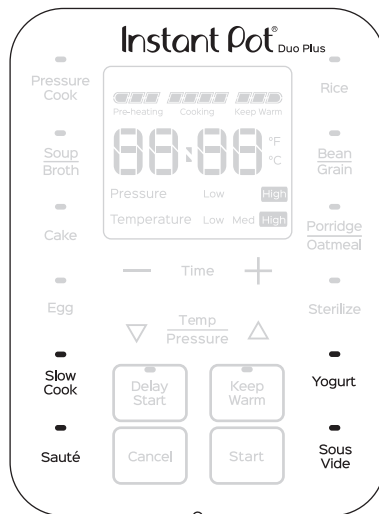 Instant Pot® Duo Plus
Pressure
Cook
Rice
Pre-heating Cooking Keep Warm
88:88 °F
°C
Soup
Broth
Bean
Grain
Pressure Low High
Temperature Low Med High
Cake
Porridge
Oatmeal
— Time +
Egg
Sterilize
Temp
Pressure
Slow
Cook
Delay
Start
Keep
Warm
Yogurt
Sauté
Cancel
Start
Sous
Vide